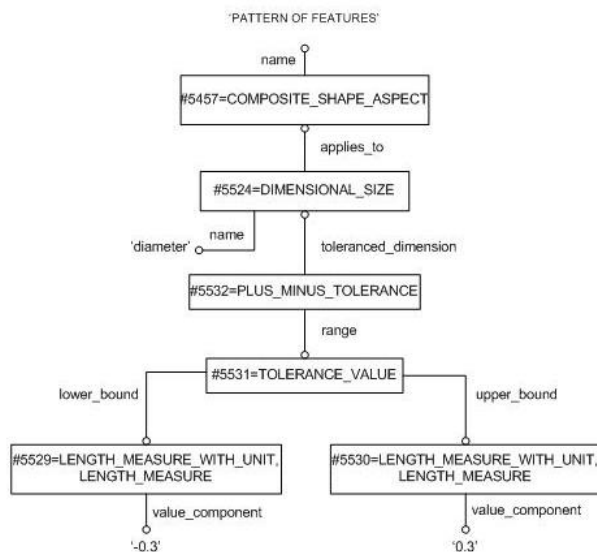 'PATTERN OF FEATURES'
name
#5457=COMPOSITE_SHAPE_ASPECT
applies_to
#5524=DIMENSIONAL_SIZE
name
'diameter'
toleranced_dimension
#5532=PLUS_MINUS_TOLERANCE
range
#5531=TOLERANCE_VALUE
lower_bound
upper_bound
#5529=LENGTH_MEASURE_WITH_UNIT,
LENGTH_MEASURE
#5530=LENGTH_MEASURE_WITH_UNIT,
LENGTH_MEASURE
value_component
value_component
'-0.3'
'0.3'